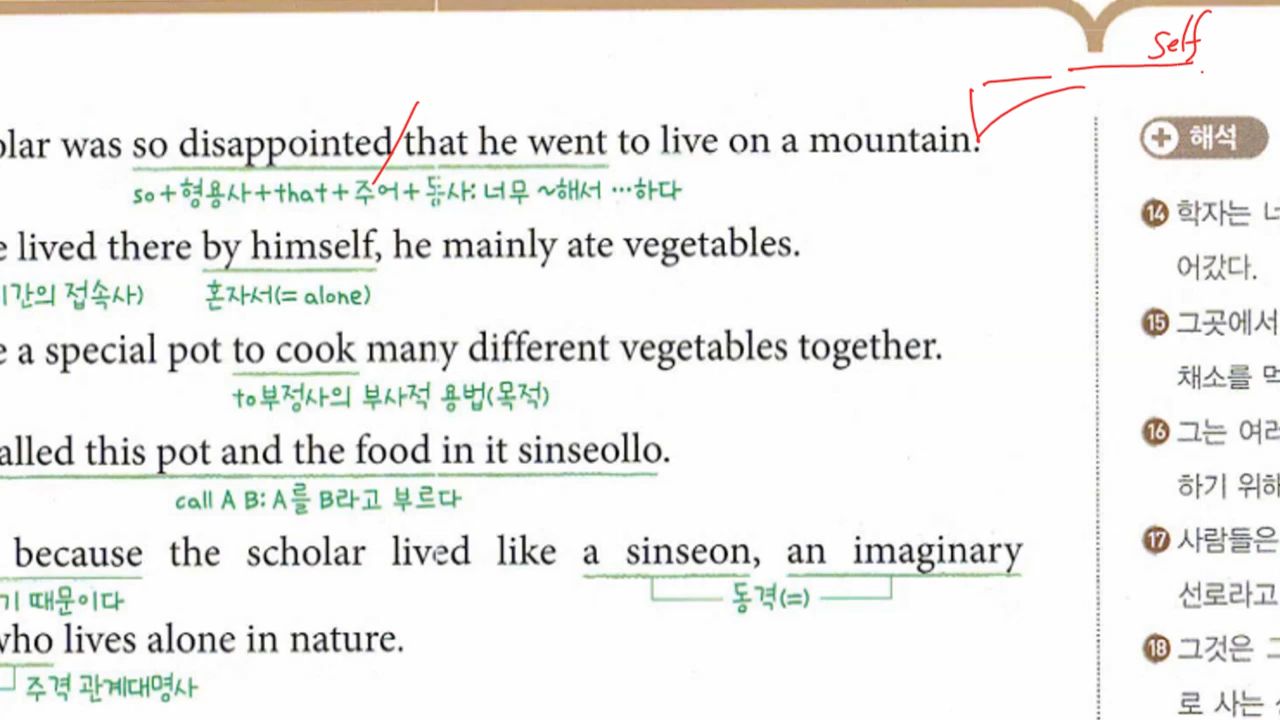 self
olar was so disappointed that he went to live on a mountain.
so+형용사+that+주어+동사: 너무 ~해서 …하다
e lived there by himself, he mainly ate vegetables.
간의 접속사) 혼자서(= alone)
e a special pot to cook many different vegetables together.
to부정사의 부사적 용법(목적)
alled this pot and the food in it sinseollo.
call A B: A를 B라고 부르다
because the scholar lived like a sinseon, an imaginary
기 때문이다 동격(=)
who lives alone in nature.
주격 관계대명사
해석
14 학자는 너
어갔다.
15 그곳에서
채소를 먹
16 그는 여러
하기 위해
17 사람들은
선로라고
18 그것은 그
로 사는